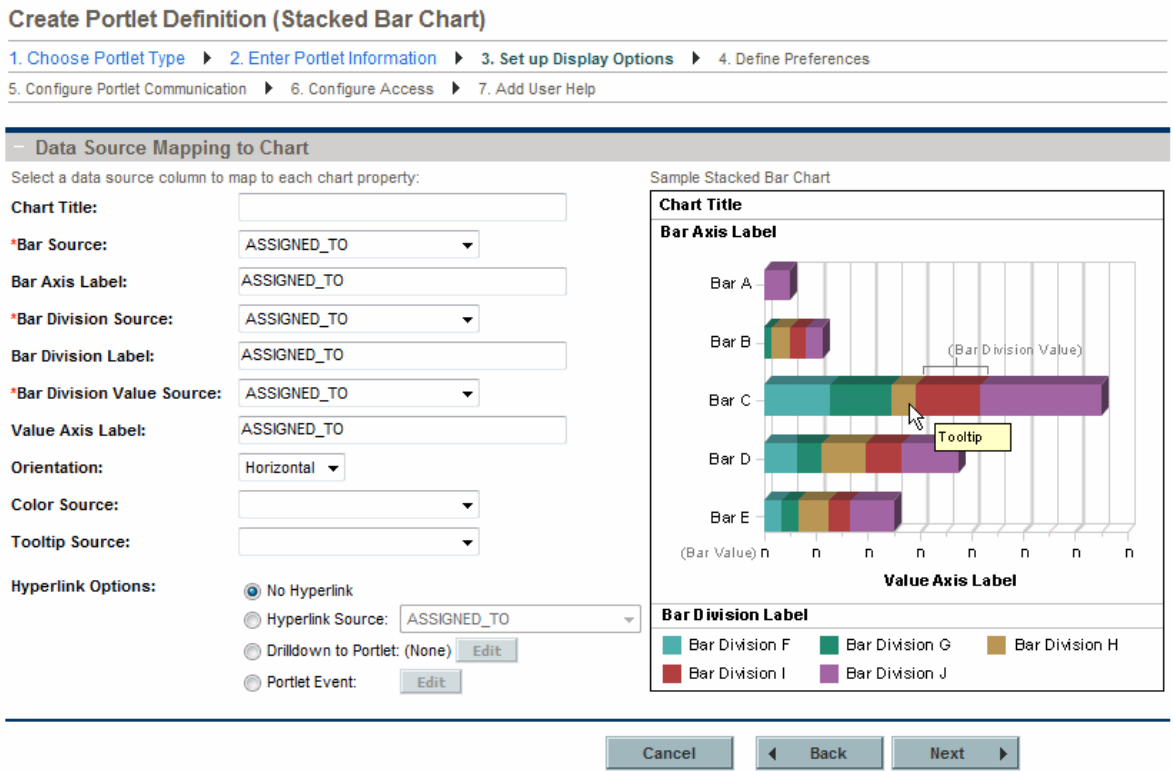 Create Portlet Definition (Stacked Bar Chart)
1. Choose Portlet Type 2. Enter Portlet Information 3. Set up Display Options 4. Define Preferences
5. Configure Portlet Communication 6. Configure Access 7. Add User Help
Data Source Mapping to Chart
Select a data source column to map to each chart property:
Chart Title:
*Bar Source: ASSIGNED_TO
Bar Axis Label: ASSIGNED_TO
*Bar Division Source: ASSIGNED_TO
Bar Division Label: ASSIGNED_TO
*Bar Division Value Source: ASSIGNED_TO
Value Axis Label: ASSIGNED_TO
Orientation: Horizontal
Color Source:
Tooltip Source:
Hyperlink Options:
No Hyperlink
Hyperlink Source: ASSIGNED_TO
Drilldown to Portlet: (None) Edit
Portlet Event: Edit
Sample Stacked Bar Chart
Chart Title
Bar Axis Label
Bar A
Bar B
(Bar Division Value)
Bar C
Tooltip
Bar D
Bar E
(Bar Value) n n n n n n n n
Value Axis Label
Bar Division Label
Bar Division F Bar Division G Bar Division H
Bar Division I Bar Division J
Cancel Back Next